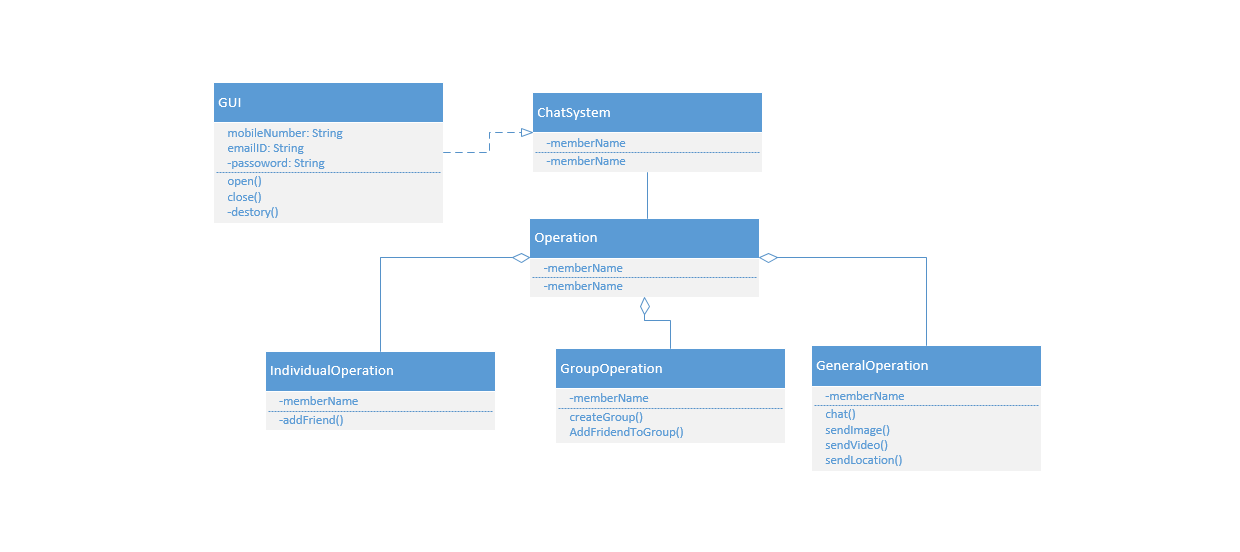 GUI
mobileNumber: String
emailID: String
-passoword: String
open()
close()
-destory()
ChatSystem
-memberName
-memberName
Operation
-memberName
-memberName
IndividualOperation
-memberName
-addFriend()
GroupOperation
-memberName
createGroup()
AddFridendToGroup()
GeneralOperation
-memberName
chat()
sendImage()
sendVideo()
sendLocation()